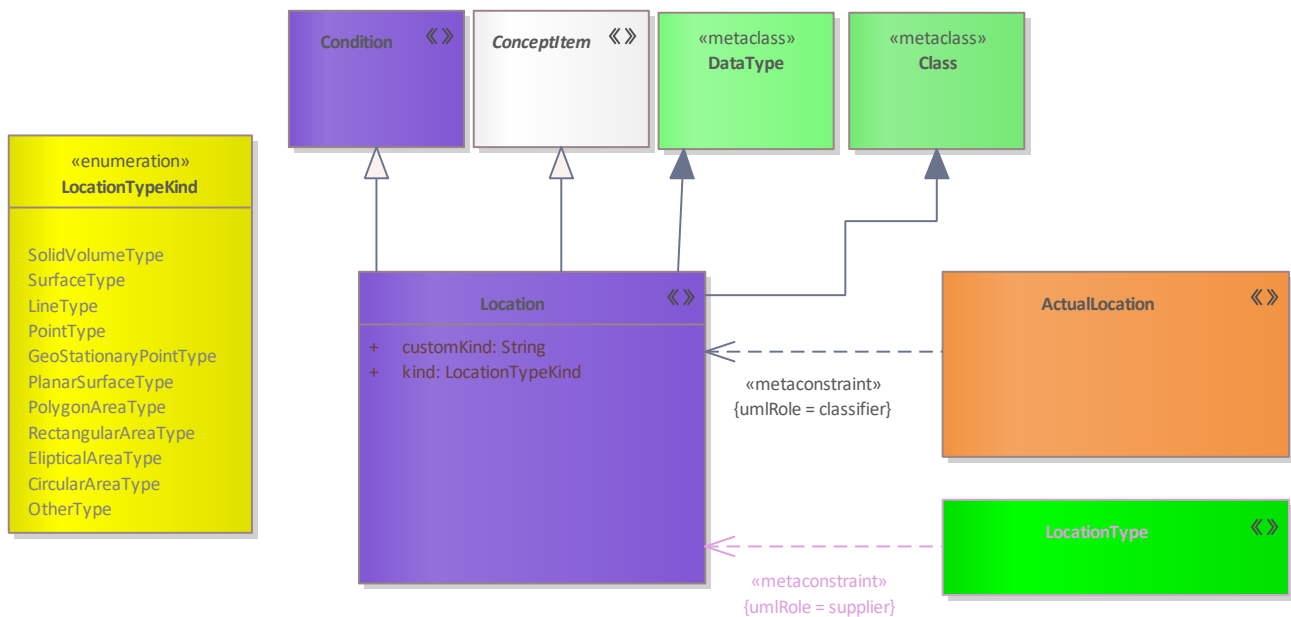 Condition
«»
ConceptItem
«»
«metaclass»
DataType
«metaclass»
Class
«enumeration»
LocationTypeKind
SolidVolumeType
SurfaceType
LineType
PointType
GeoStationaryPointType
PlanarSurfaceType
PolygonAreaType
RectangularAreaType
ElipticalAreaType
CircularAreaType
OtherType
Location
«»
+ customKind: String
+ kind: LocationTypeKind
ActualLocation
«»
«metaconstraint»
{umlRole = classifier}
LocationType
«»
«metaconstraint»
{umlRole = supplier}